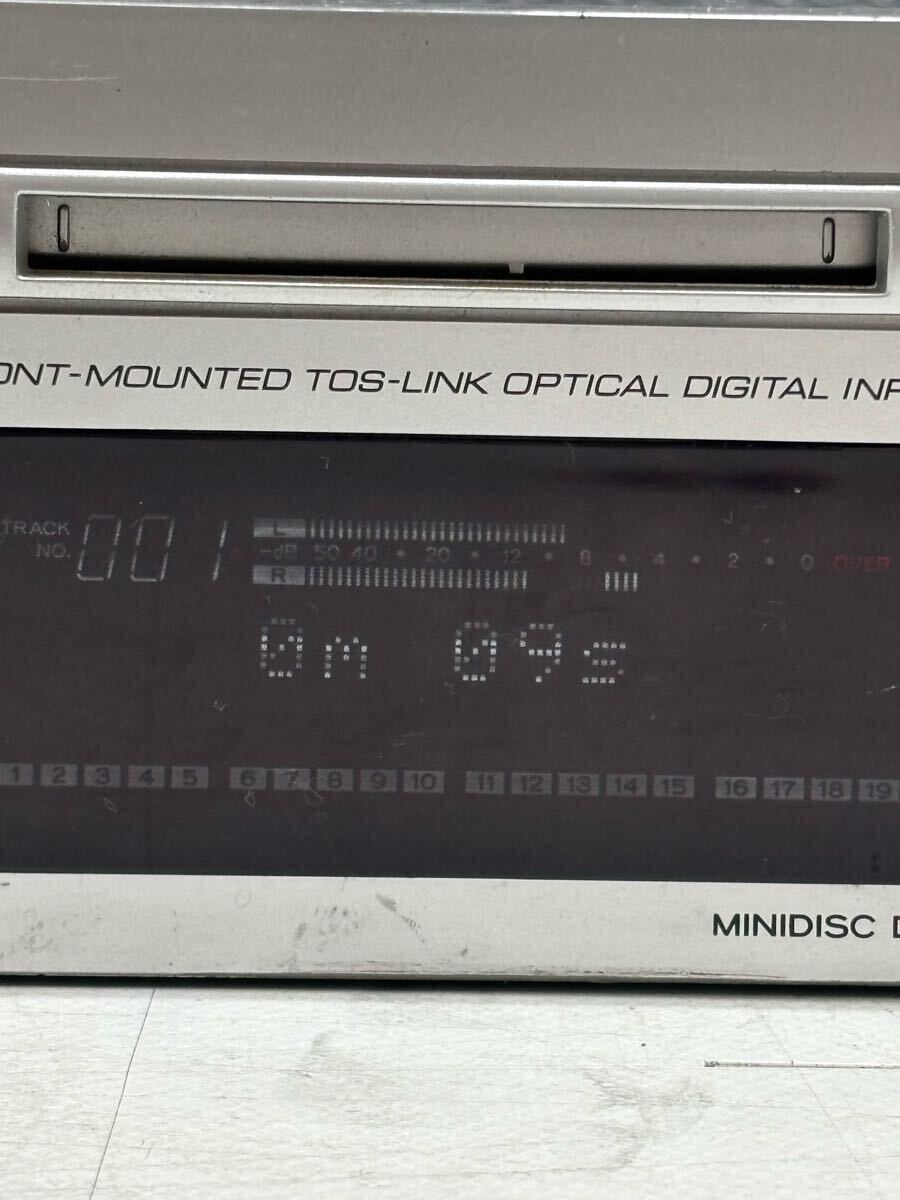 ONT-MOUNTED TOS-LINK OPTICAL DIGITAL INP
TRACK NO. 001
L
-dB 50 40 • 20 • 12 • 8 • 4 • 2 • 0 OVER
R
0m 09s
1 2 3 4 5 6 7 8 9 10 11 12 13 14 15 16 17 18 19
MINIDISC D